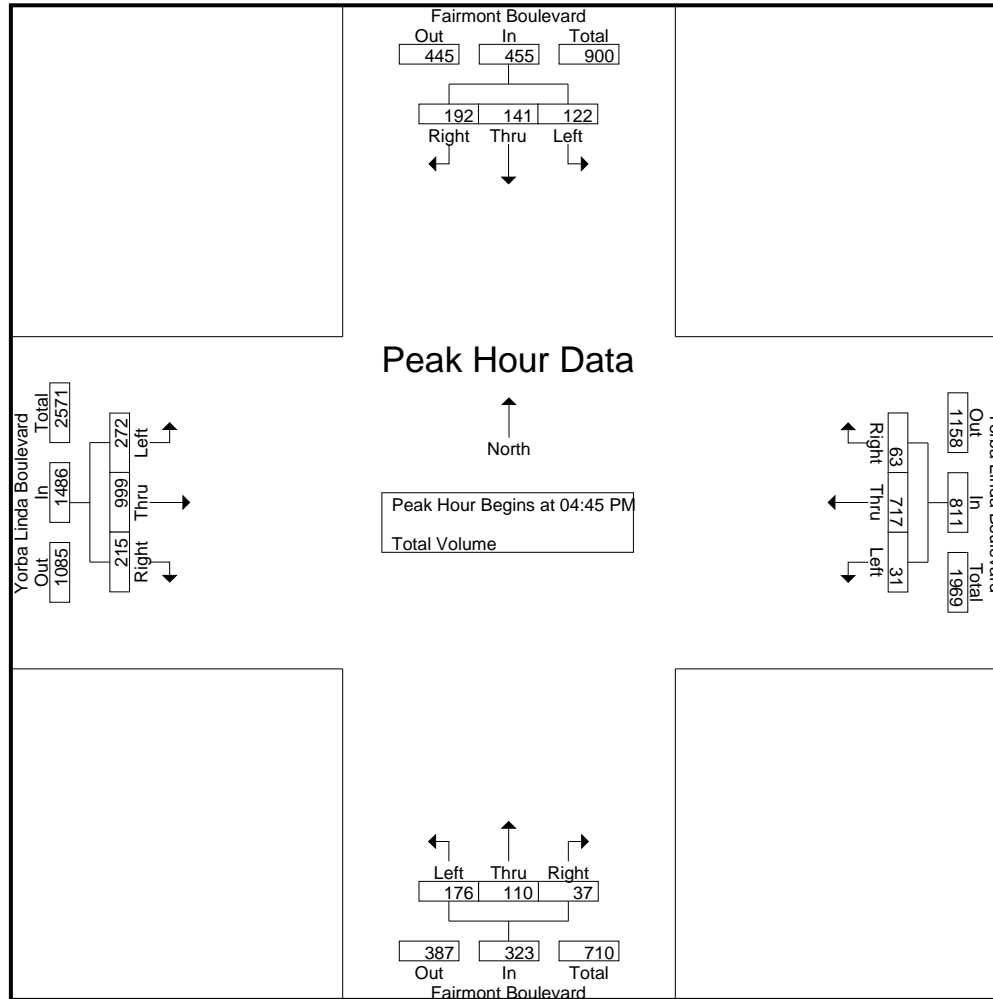 Fairmont Boulevard
Out In Total
445 455 900
192 141 122
Right Thru Left
Peak Hour Data
North
Peak Hour Begins at 04:45 PM
Total Volume
Yorba Linda Boulevard
Total In Out
2571 1486 1085
272 999 215
Left Thru Right
Right Thru Left
63 717 31
1158 811 1969
Out In Total
Yorba Linda Boulevard
Left Thru Right
176 110 37
387 323 710
Out In Total
Fairmont Boulevard